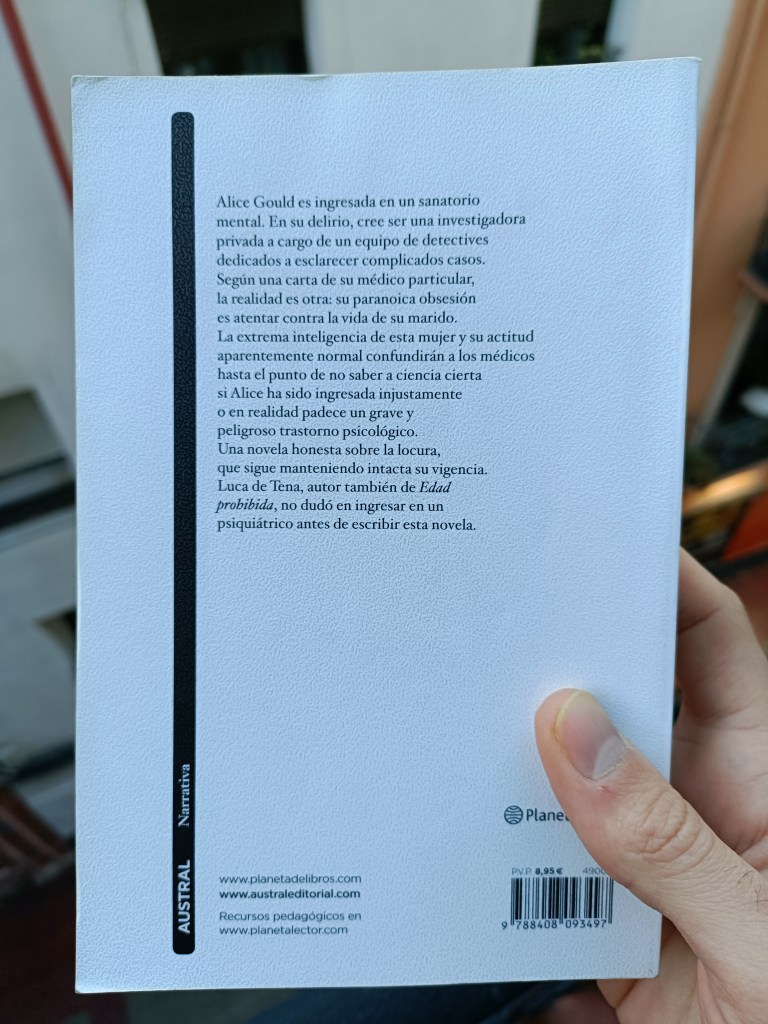 Alice Gould es ingresada en un sanatorio
mental. En su delirio, cree ser una investigadora
privada a cargo de un equipo de detectives
dedicados a esclarecer complicados casos.
Según una carta de su médico particular,
la realidad es otra: su paranoica obsesión
es atentar contra la vida de su marido.
La extrema inteligencia de esta mujer y su actitud
aparentemente normal confundirán a los médicos
hasta el punto de no saber a ciencia cierta
si Alice ha sido ingresada injustamente
o en realidad padece un grave y
peligroso trastorno psicológico.
Una novela honesta sobre la locura,
que sigue manteniendo intacta su vigencia.
Luca de Tena, autor también de Edad
prohibida, no dudó en ingresar en un
psiquiátrico antes de escribir esta novela.
AUSTRAL Narrativa
www.planetadelibros.com
www.australeditorial.com
Recursos pedagógicos en
www.planetalector.com
P.V.P. 8,95 €
9 788408 093497